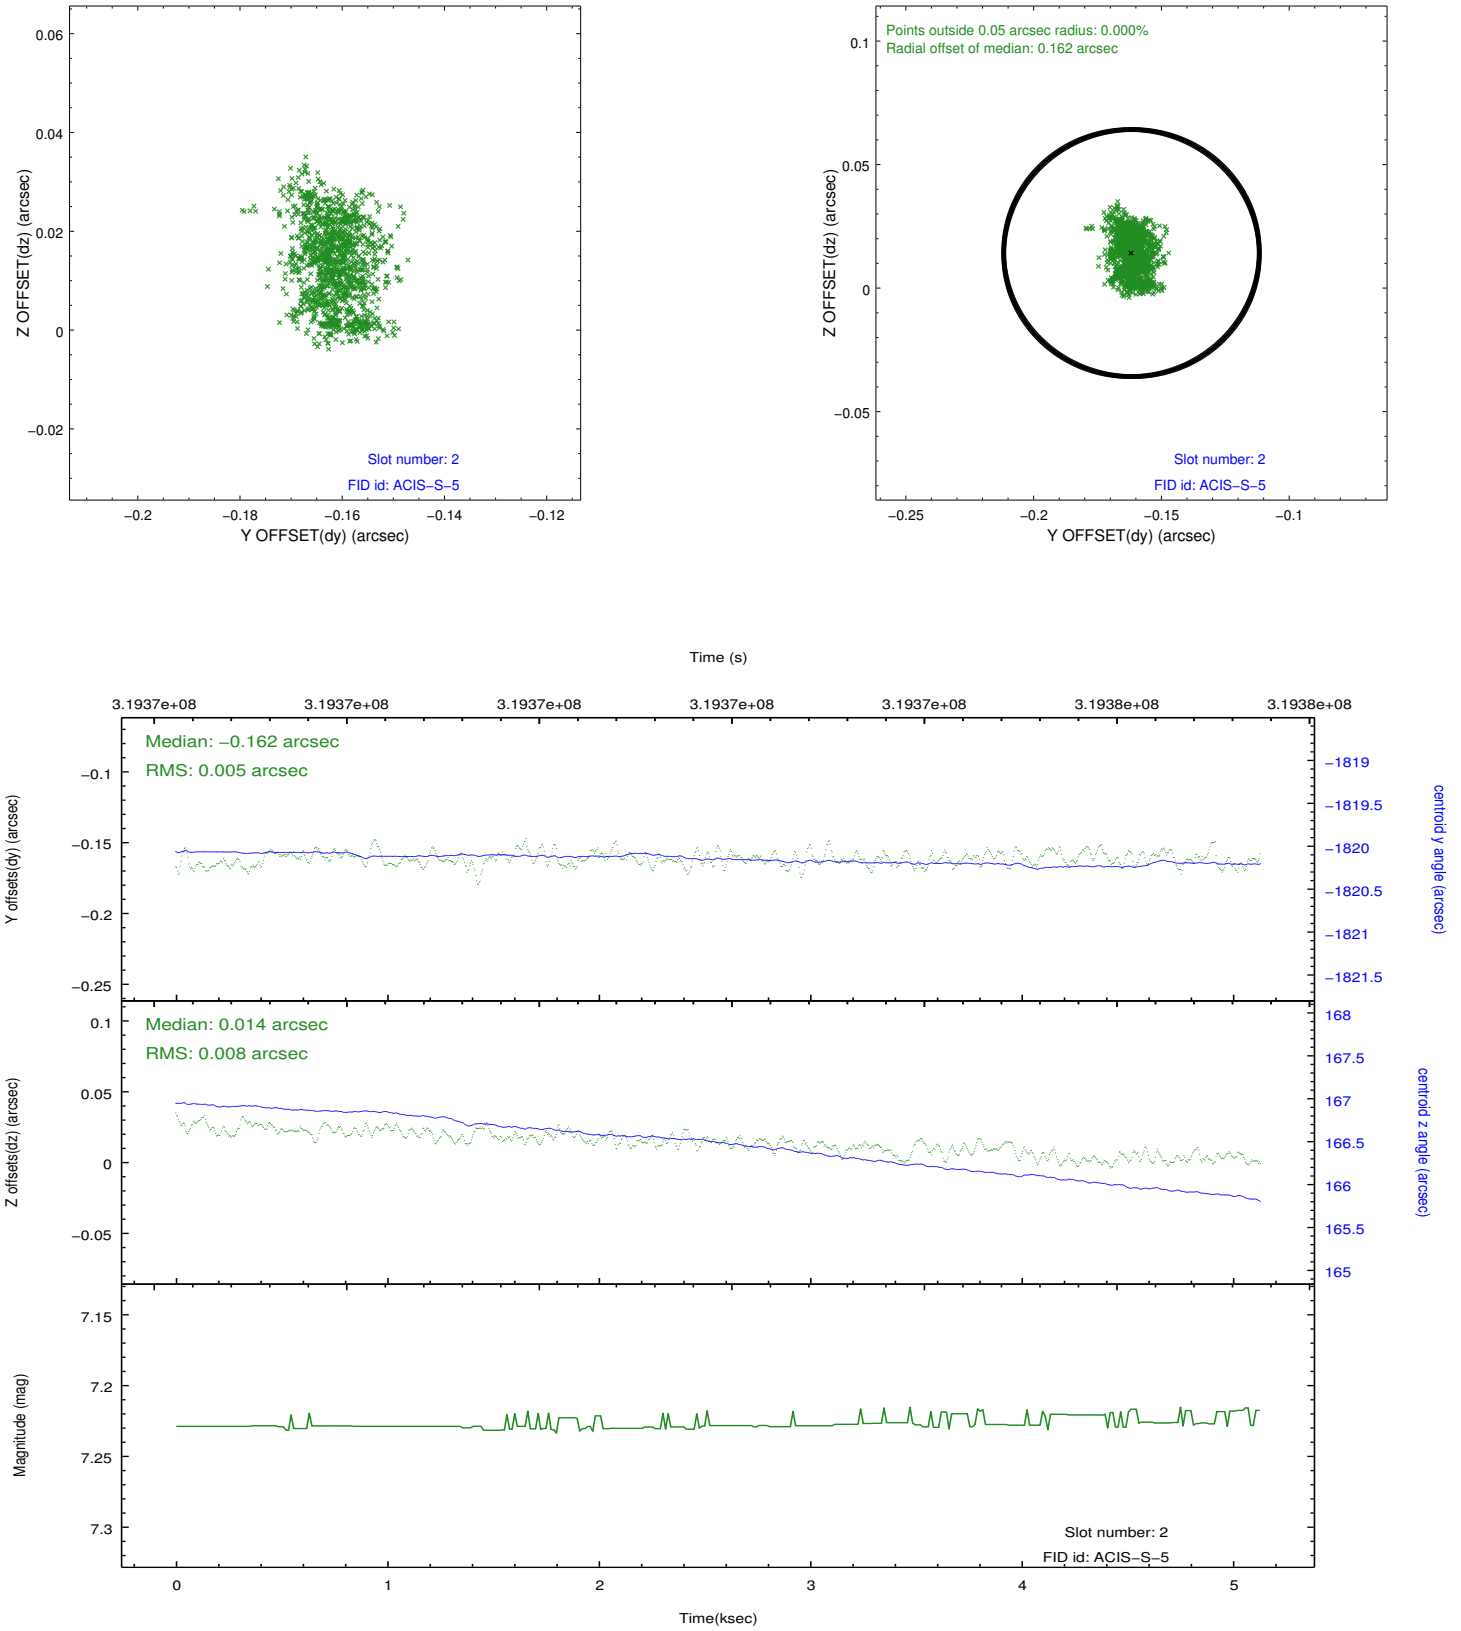 0.06
0.04
0.02
0
−0.02
Z OFFSET(dz) (arcsec)
−0.2
−0.18
−0.16
−0.14
−0.12
Y OFFSET(dy) (arcsec)
Slot number: 2
FID id: ACIS−S−5
Points outside 0.05 arcsec radius: 0.000%
Radial offset of median: 0.162 arcsec
0.1
0.05
0
−0.05
Z OFFSET(dz) (arcsec)
−0.25
−0.2
−0.15
−0.1
Y OFFSET(dy) (arcsec)
Slot number: 2
FID id: ACIS−S−5
Time (s)
3.1937e+08
3.1937e+08
3.1937e+08
3.1937e+08
3.1937e+08
3.1938e+08
3.1938e+08
Median: −0.162 arcsec
RMS: 0.005 arcsec
−0.1
−0.15
−0.2
−0.25
Y offsets(dy) (arcsec)
−1819
−1819.5
−1820
−1820.5
−1821
−1821.5
centroid y angle (arcsec)
Median: 0.014 arcsec
RMS: 0.008 arcsec
0.1
0.05
0
−0.05
Z offsets(dz) (arcsec)
168
167.5
167
166.5
166
165.5
165
centroid z angle (arcsec)
7.15
7.2
7.25
7.3
Magnitude (mag)
Slot number: 2
FID id: ACIS−S−5
0
1
2
3
4
5
Time(ksec)